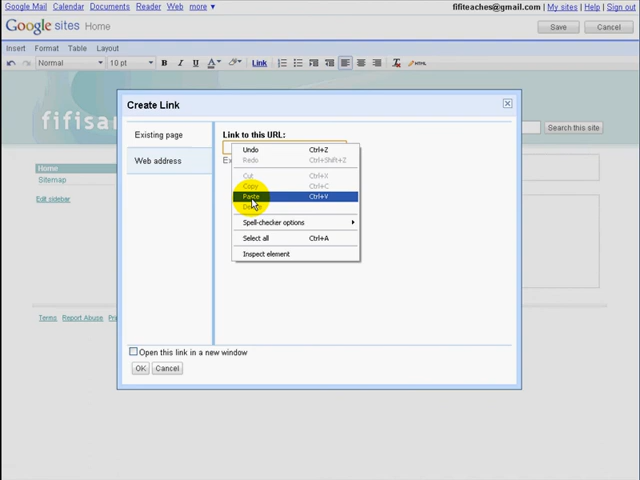 Google Mail Calendar Documents Reader Web more ▼ fifiteaches@gmail.com | My sites | Help | Sign out
Google sites Home Save Cancel
Insert Format Table Layout
Normal 10 pt B I U A Link HTML
fifisa
Search this site
Home
Sitemap
Edit sidebar
Terms Report Abuse
Create Link
Existing page
Web address
Link to this URL:
Undo Ctrl+Z
Redo Ctrl+Shift+Z
Cut Ctrl+X
Copy Ctrl+C
Paste Ctrl+V
Spell-checker options
Select all Ctrl+A
Inspect element
Open this link in a new window
OK Cancel